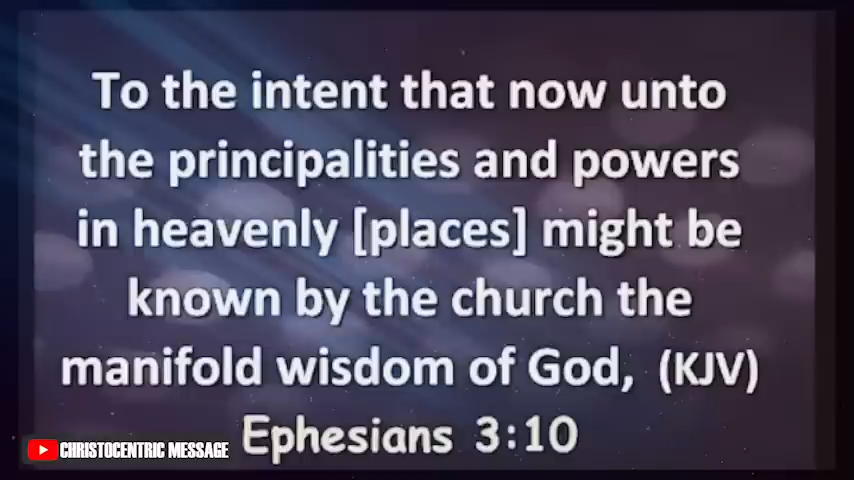 To the intent that now unto
the principalities and powers
in heavenly [places] might be
known by the church the
manifold wisdom of God, (KJV)
Ephesians 3:10
CHRISTOCENTRIC MESSAGE